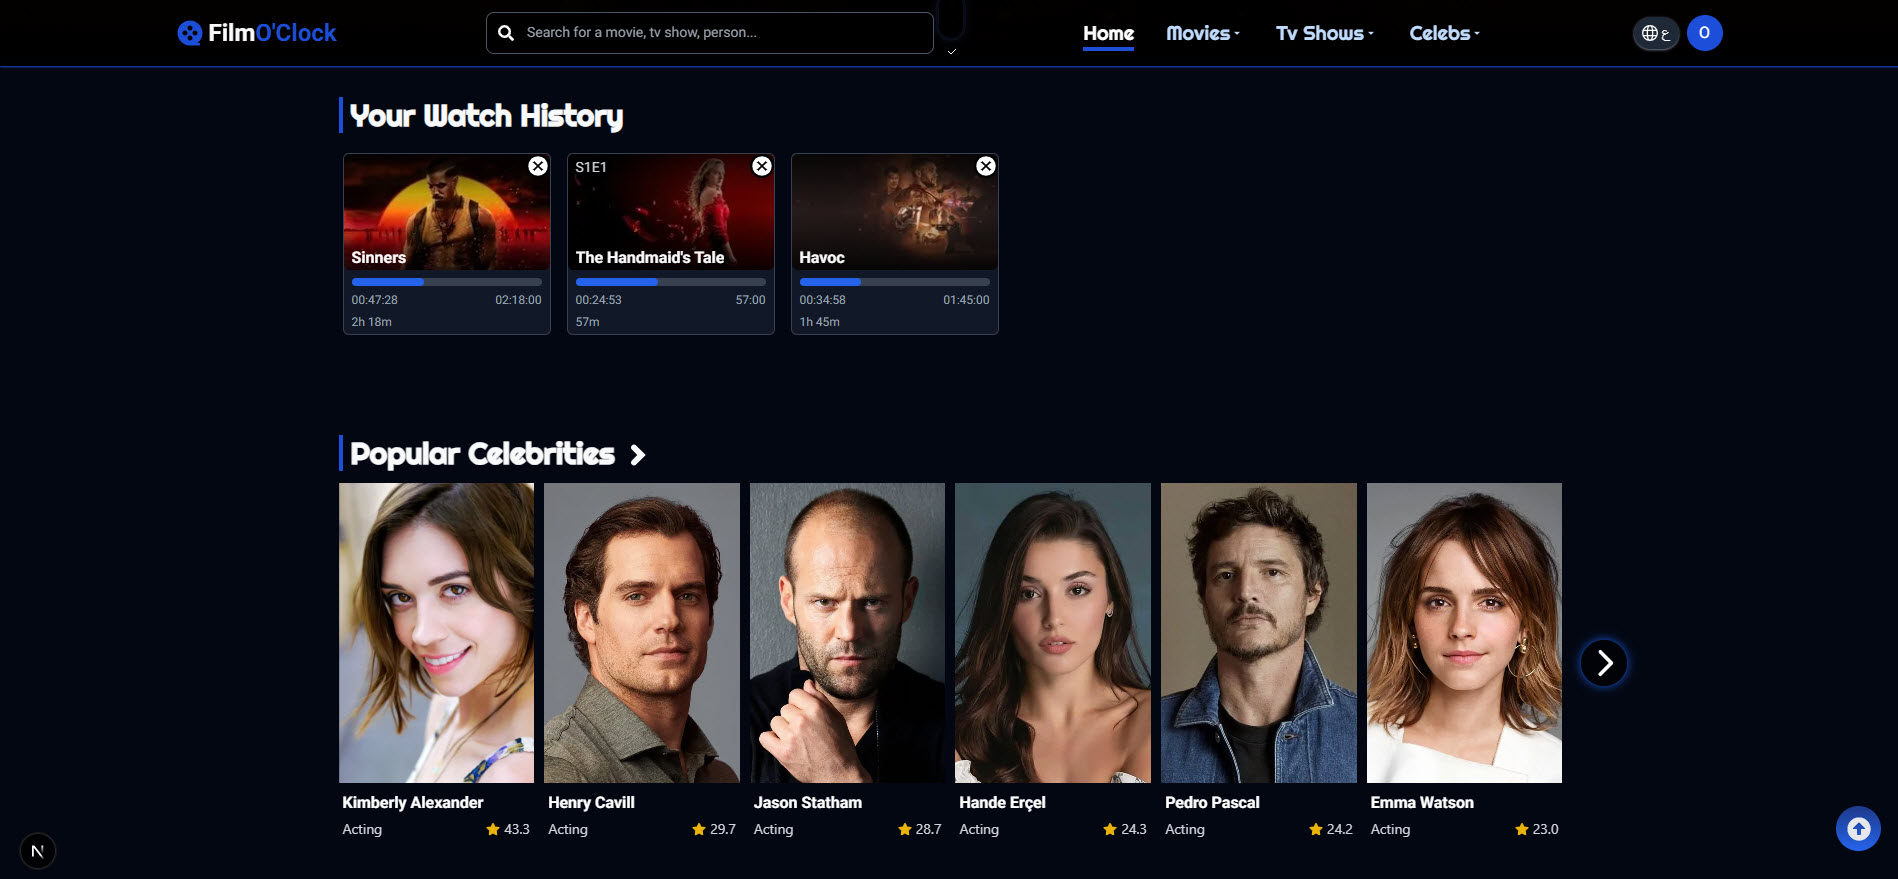 FilmO'Clock
Search for a movie, tv show, person...
Home
Movies
Tv Shows
Celebs
ع
O
Your Watch History
Sinners
00:47:28 02:18:00
2h 18m
S1E1
The Handmaid's Tale
00:24:53 57:00
57m
Havoc
00:34:58 01:45:00
1h 45m
Popular Celebrities
Kimberly Alexander
Acting 43.3
Henry Cavill
Acting 29.7
Jason Statham
Acting 28.7
Hande Erçel
Acting 24.3
Pedro Pascal
Acting 24.2
Emma Watson
Acting 23.0
N